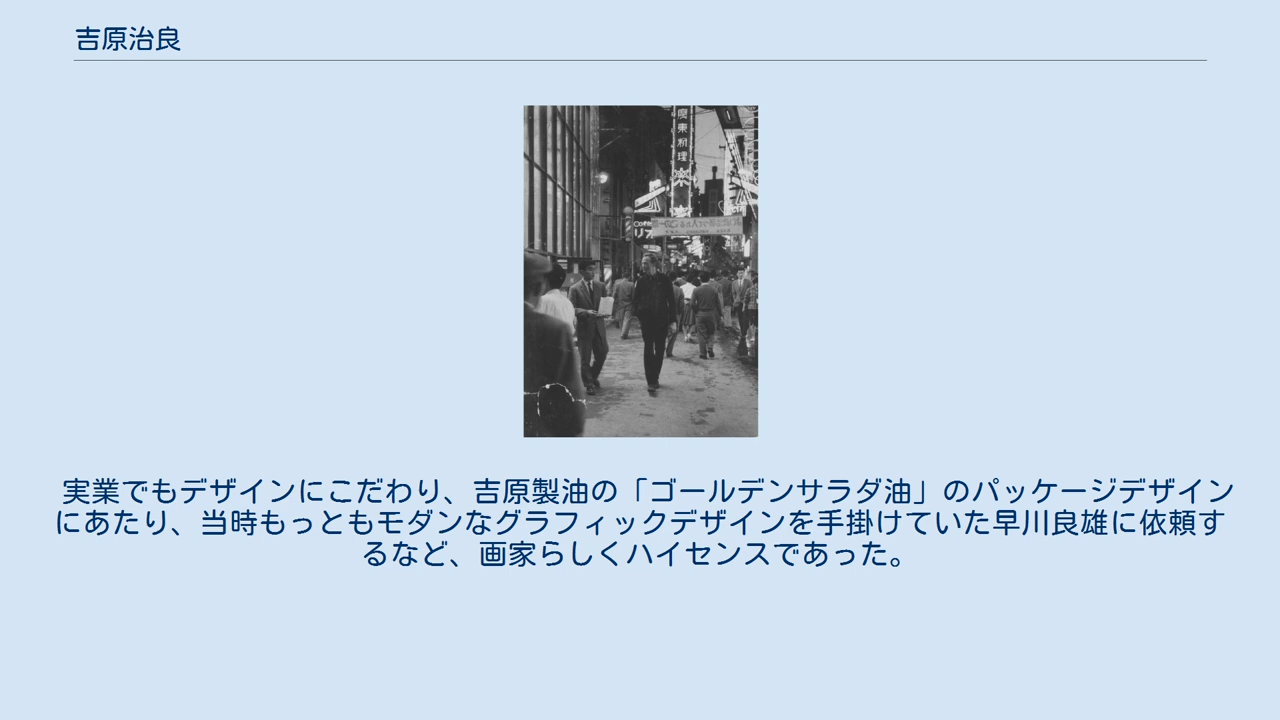 吉原治良
廣東料理
実業でもデザインにこだわり、吉原製油の「ゴールデンサラダ油」のパッケージデザイン
にあたり、当時もっともモダンなグラフィックデザインを手掛けていた早川良雄に依頼す
るなど、画家らしくハイセンスであった。